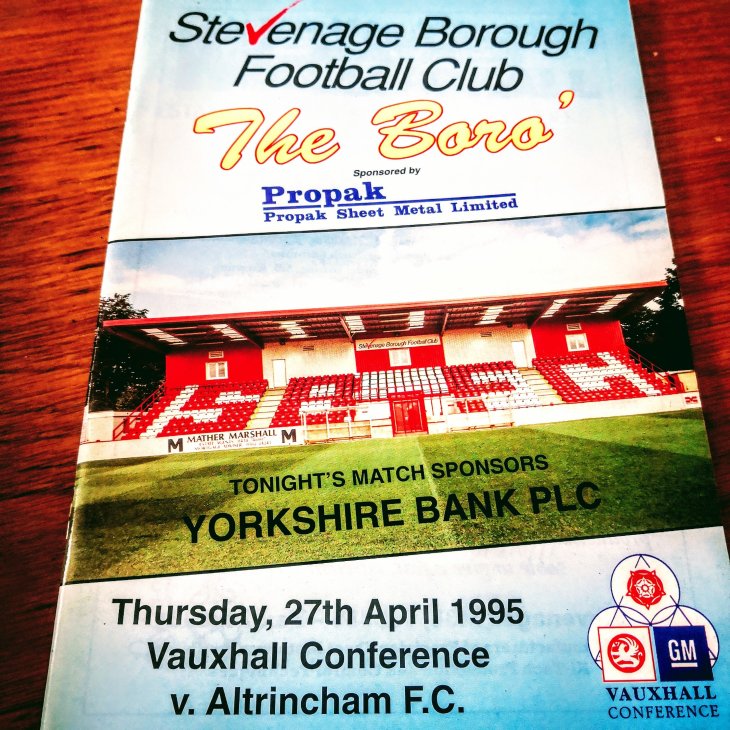 Stevenage Borough
Football Club
The Boro'
Sponsored by
Propak
Propak Sheet Metal Limited
Stevenage Borough Football Club
M MATHER MARSHALL M
TONIGHT'S MATCH SPONSORS
YORKSHIRE BANK PLC
Thursday, 27th April 1995
Vauxhall Conference
v. Altrincham F.C.
GM
VAUXHALL
CONFERENCE